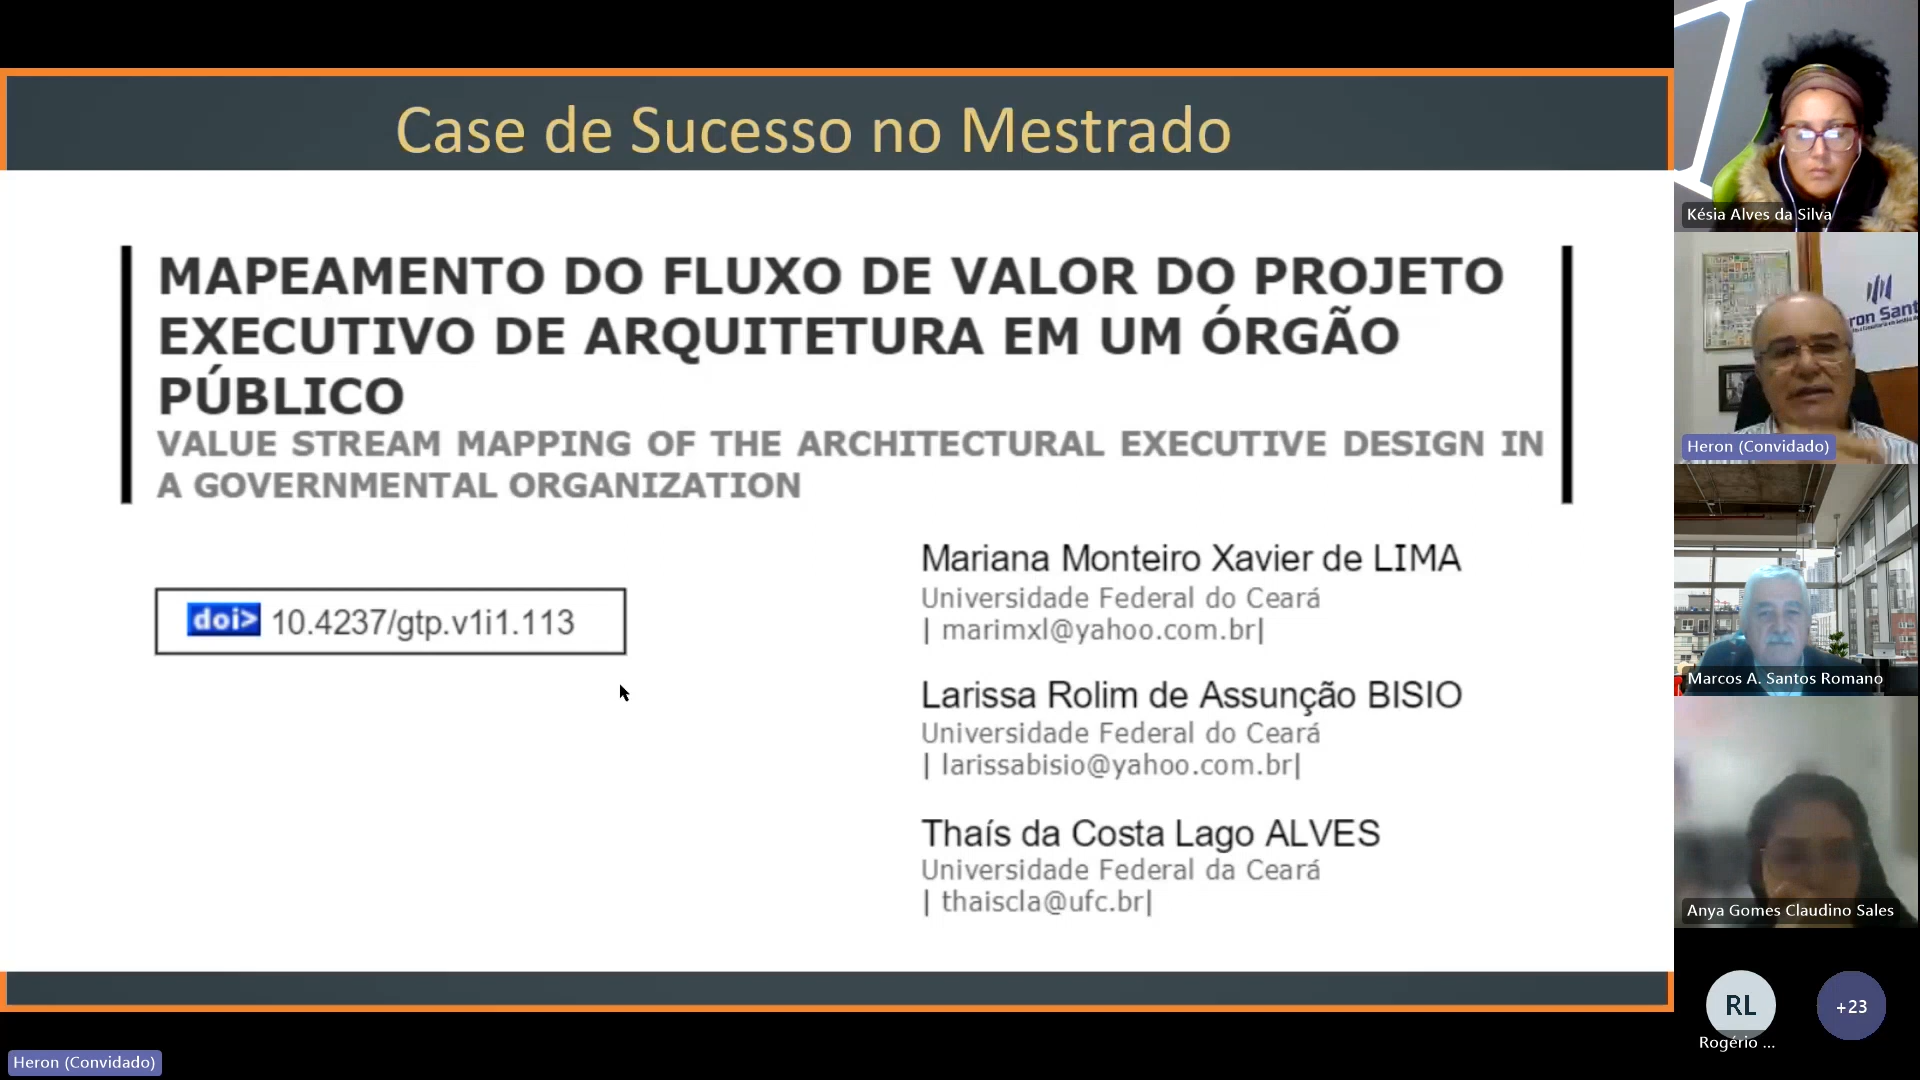 Case de Sucesso no Mestrado
MAPEAMENTO DO FLUXO DE VALOR DO PROJETO
EXECUTIVO DE ARQUITETURA EM UM ÓRGÃO
PÚBLICO
VALUE STREAM MAPPING OF THE ARCHITECTURAL EXECUTIVE DESIGN IN
A GOVERNMENTAL ORGANIZATION
doi> 10.4237/gtp.v1i1.113
Mariana Monteiro Xavier de LIMA
Universidade Federal do Ceará
| marimxl@yahoo.com.br|
Larissa Rolim de Assunção BISIO
Universidade Federal do Ceará
| larissabisio@yahoo.com.br|
Thaís da Costa Lago ALVES
Universidade Federal da Ceará
| thaiscla@ufc.br|
Heron (Convidado)
Késia Alves da Silva
ron Sant
Heron (Convidado)
Marcos A. Santos Romano
Anya Gomes Claudino Sales
RL
+23
Rogério ...